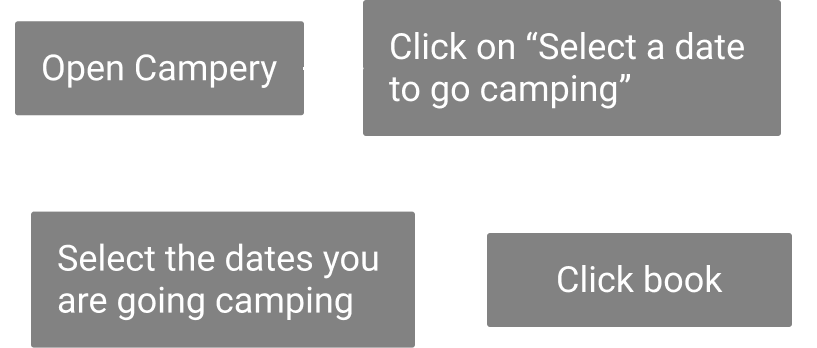 Open Campery
Click on “Select a date
to go camping”
Select the dates you
are going camping
Click book